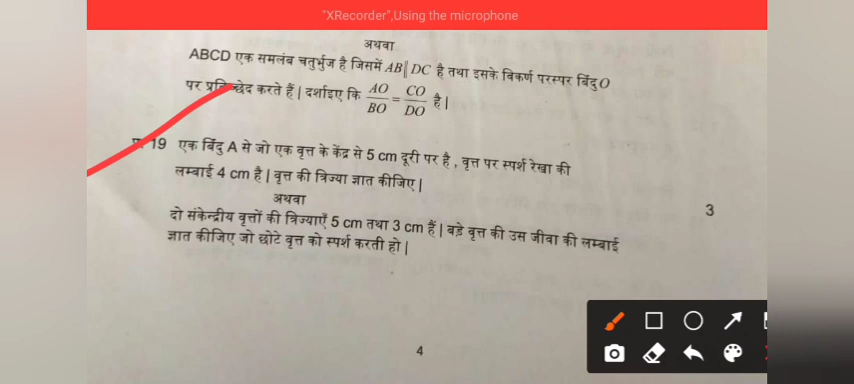 "XRecorder",Using the microphone
अथवा
ABCD एक समलंब चतुर्भुज है जिसमें AB || DC है तथा इसके विकर्ण परस्पर बिंदु O
पर करते हैं | दर्शाइए कि AO/BO = CO/DO है |
19 एक बिंदु A से जो एक वृत्त के केंद्र से 5 cm दूरी पर है , वृत्त पर स्पर्श रेखा की
लम्बाई 4 cm है | वृत्त की त्रिज्या ज्ञात कीजिए |
3
अथवा
दो संकेन्द्रीय वृत्तों की त्रिज्याएँ 5 cm तथा 3 cm हैं | बड़े वृत्त की उस जीवा की लम्बाई
ज्ञात कीजिए जो छोटे वृत्त को स्पर्श करती हो |
4